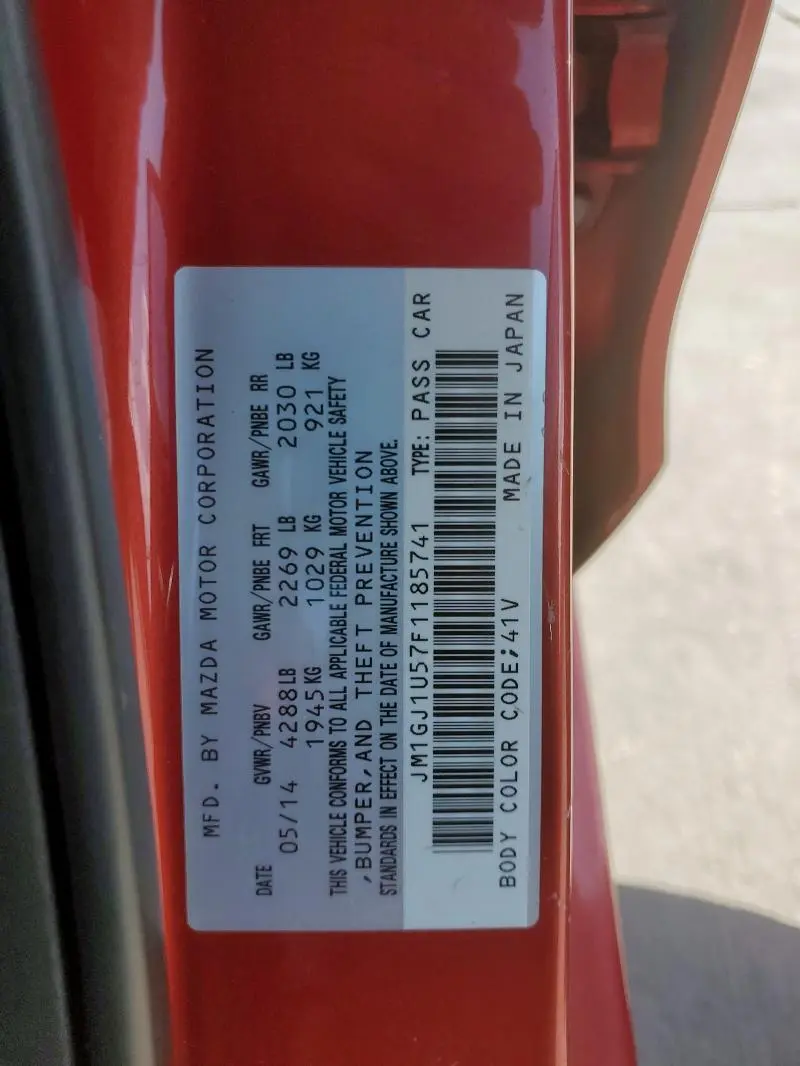 MFD. BY MAZDA MOTOR CORPORATION
DATE GVWR/PNBV GAWR/PNBE FRT GAWR/PNBE RR
05/14 4288LB 2269 LB 2030 LB
1945KG 1029 KG 921 KG
THIS VEHICLE CONFORMS TO ALL APPLICABLE FEDERAL MOTOR VEHICLE SAFETY
,BUMPER,AND THEFT PREVENTION
STANDARDS IN EFFECT ON THE DATE OF MANUFACTURE SHOWN ABOVE.
JM1GJ1U57F1185741 TYPE: PASS CAR
BODY COLOR CODE;41V MADE IN JAPAN